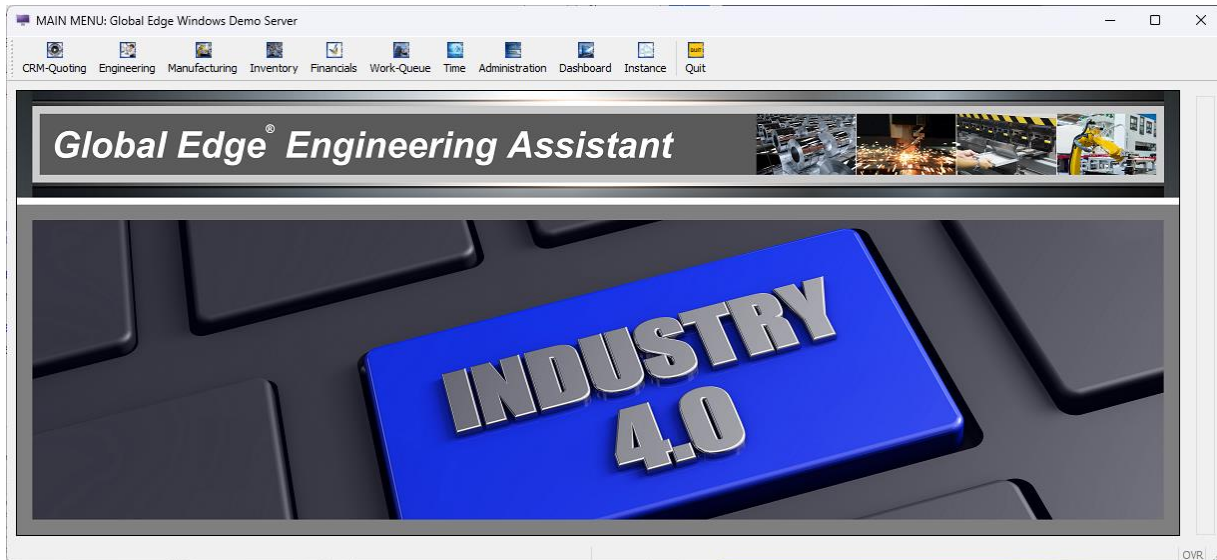 MAIN MENU: Global Edge Windows Demo Server
CRM-Quoting Engineering Manufacturing Inventory Financials Work-Queue Time Administration Dashboard Instance Quit
Global Edge® Engineering Assistant
INDUSTRY
4.0
OVR